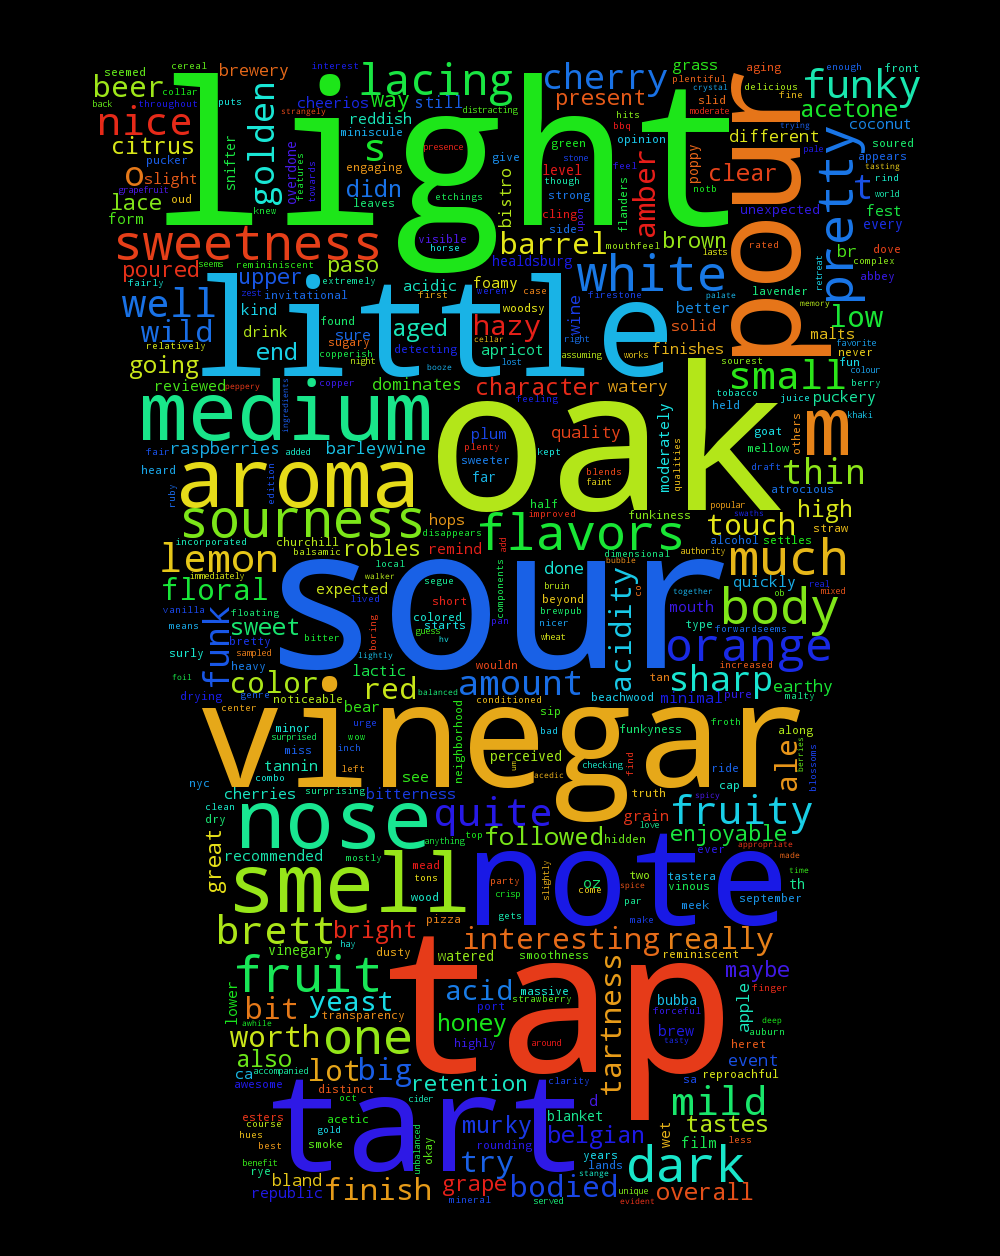 seemed cereal brewery interest grass aging plentiful enough front
beer collar lacing cherry funky
back throughout puts cheerios way still present crystal slid delicious fine acetone
strangely distracting moderate
nice light reddish hits bbq trying coconut
citrus golden miniscule s green opinion different soured
pucker snifter overdone engaging presence level stone poppy clear pretty appears pale tasting
o slight features towards didn give though feel amber pour t rind
grapefruit leaves etchings strong notb world
lace oud cling upon flanders unexpected fest
form knew bistro side every
sweetness visible barrel mouthfeel brown rated br dove
horse healdsburg lasts complex
poured seems remininiscent paso white abbey
fairly upper extremely acidic foamy weren case firestone palate lavender retreat
well zest invitational little first woodsy better memory low
kind found aged hazy wine
wild drink sure cellar right solid malts favorite
relatively sugary detecting apricot assuming works finishes never fun
going end copperish night booze lost colour
reviewed peppery dominates character watery small berry
medium ingredients copper feeling oak tobacco juice puckery
held m khaki
plum quality moderately goat others
fair raspberries added barleywine plenty kept mellow
heard sweeter qualities draft thin
aroma far blends faint atrocious
ruby edition half popular high
sourness improved funkiness swaths straw
hops disappears flavors touch
incorporated churchill robles remind add dimensional alcohol settles
lemon balsamic authority much
immediately local done bubble
walker segue components bruin acidity together quickly real mixed
floral expected sour beyond co mouth body ob
vanilla lived short brewpub
means floating colored nicer type forwardseems
funk sweet boring starts pan
bretty bitter guess hv wheat orange
surly sampled lightly wouldn tan increased
foil heavy lactic balanced sharp malty
drying color genre noticeable red amount beachwood minimal pure earthy
center bear conditioned
minor urge neighborhood sip bad froth along
surprised wow vinegar funkyness
miss inch perceived ale berries blossoms
nyc tannin left see um checking find ride
combo acedic cap
cherries surprising bitterness truth spicy
clean nose quite grain fruity
dry love enjoyable
great anything top followed hidden appropriate
recommended mostly note ever made
smell mead party slightly oz two tastera time
tons spice come vinous th
wood crisp par meek september
brett bright pizza gets make
hay interesting really
vinegary dusty watered smoothness reminiscent
fruit tap massive maybe
lower bit yeast acid strawberry tartness bubba apple finger
transparency port forceful deep
awhile honey brew auburn
worth one highly around tasty heret
also lot big event
ca accompanied clarity sa reproachful
awesome distinct retention d
oct cider mild
esters acetic tart murky blanket
course gold wet tastes
hues smoke unbalanced okay rounding belgian film less
best years
benefit try lands dark
rye stange
bland grape bodied unique overall
republic finish mineral served evident